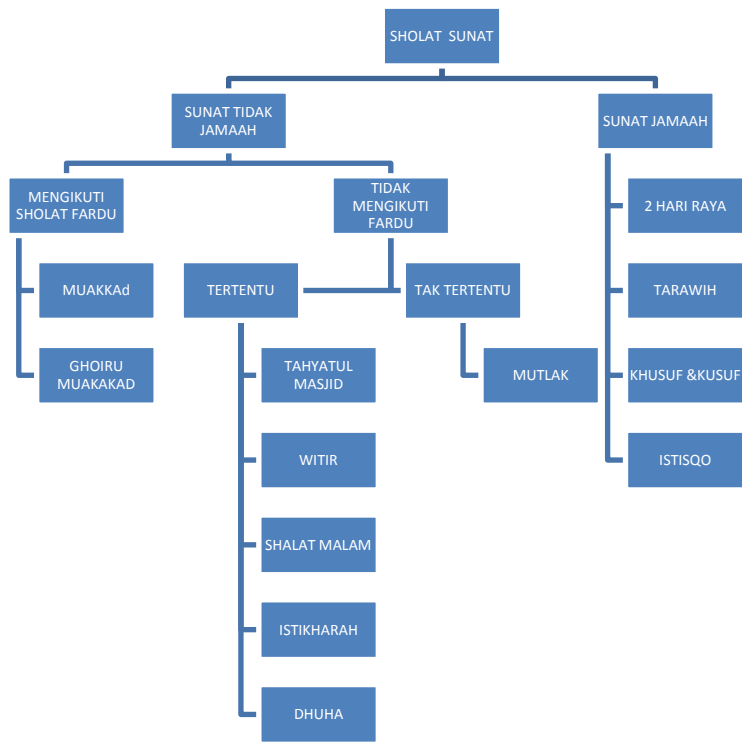 SHOLAT SUNAT
SUNAT TIDAK
JAMAAH
SUNAT JAMAAH
MENGIKUTI
SHOLAT FARDU
TIDAK
MENGIKUTI
FARDU
2 HARI RAYA
MUAKKAd
TERTENTU
TAK TERTENTU
TARAWIH
GHOIRU
MUAKAKAD
TAHYATUL
MASJID
MUTLAK
KHUSUF &KUSUF
WITIR
ISTISQO
SHALAT MALAM
ISTIKHARAH
DHUHA